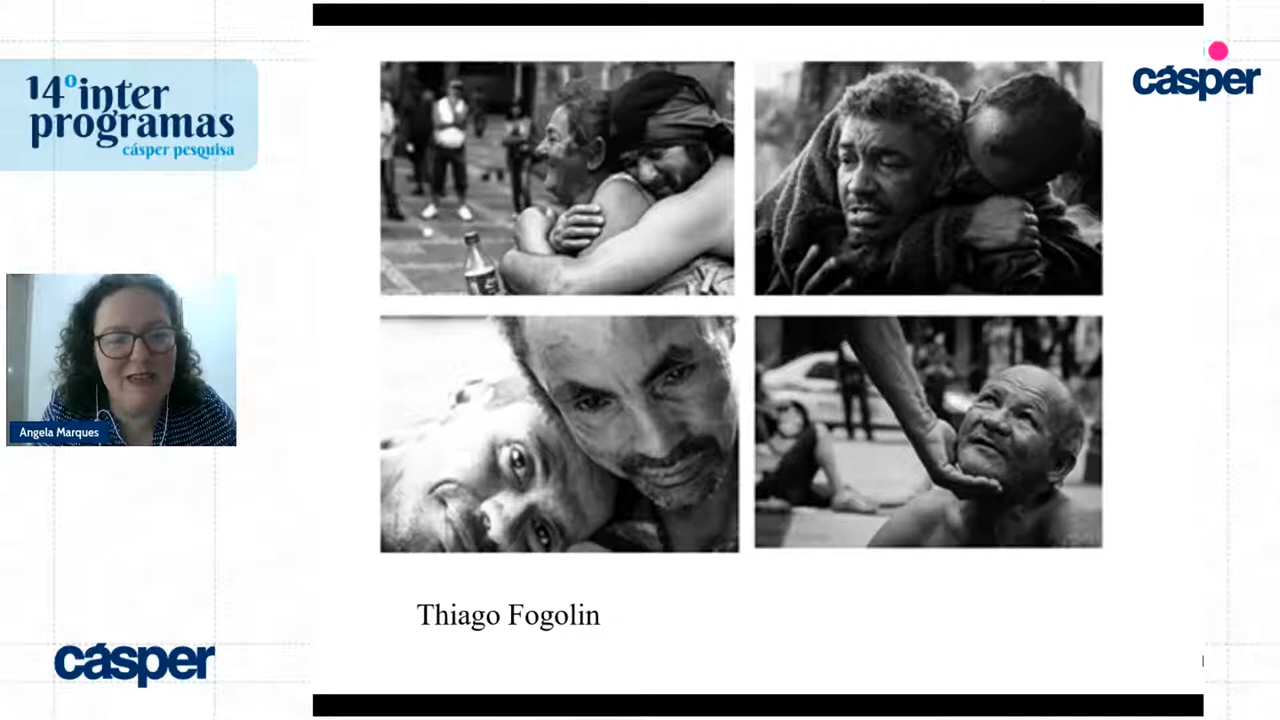 14º inter
programas
cásper pesquisa
cásper
Angela Marques
Thiago Fogolin
cásper